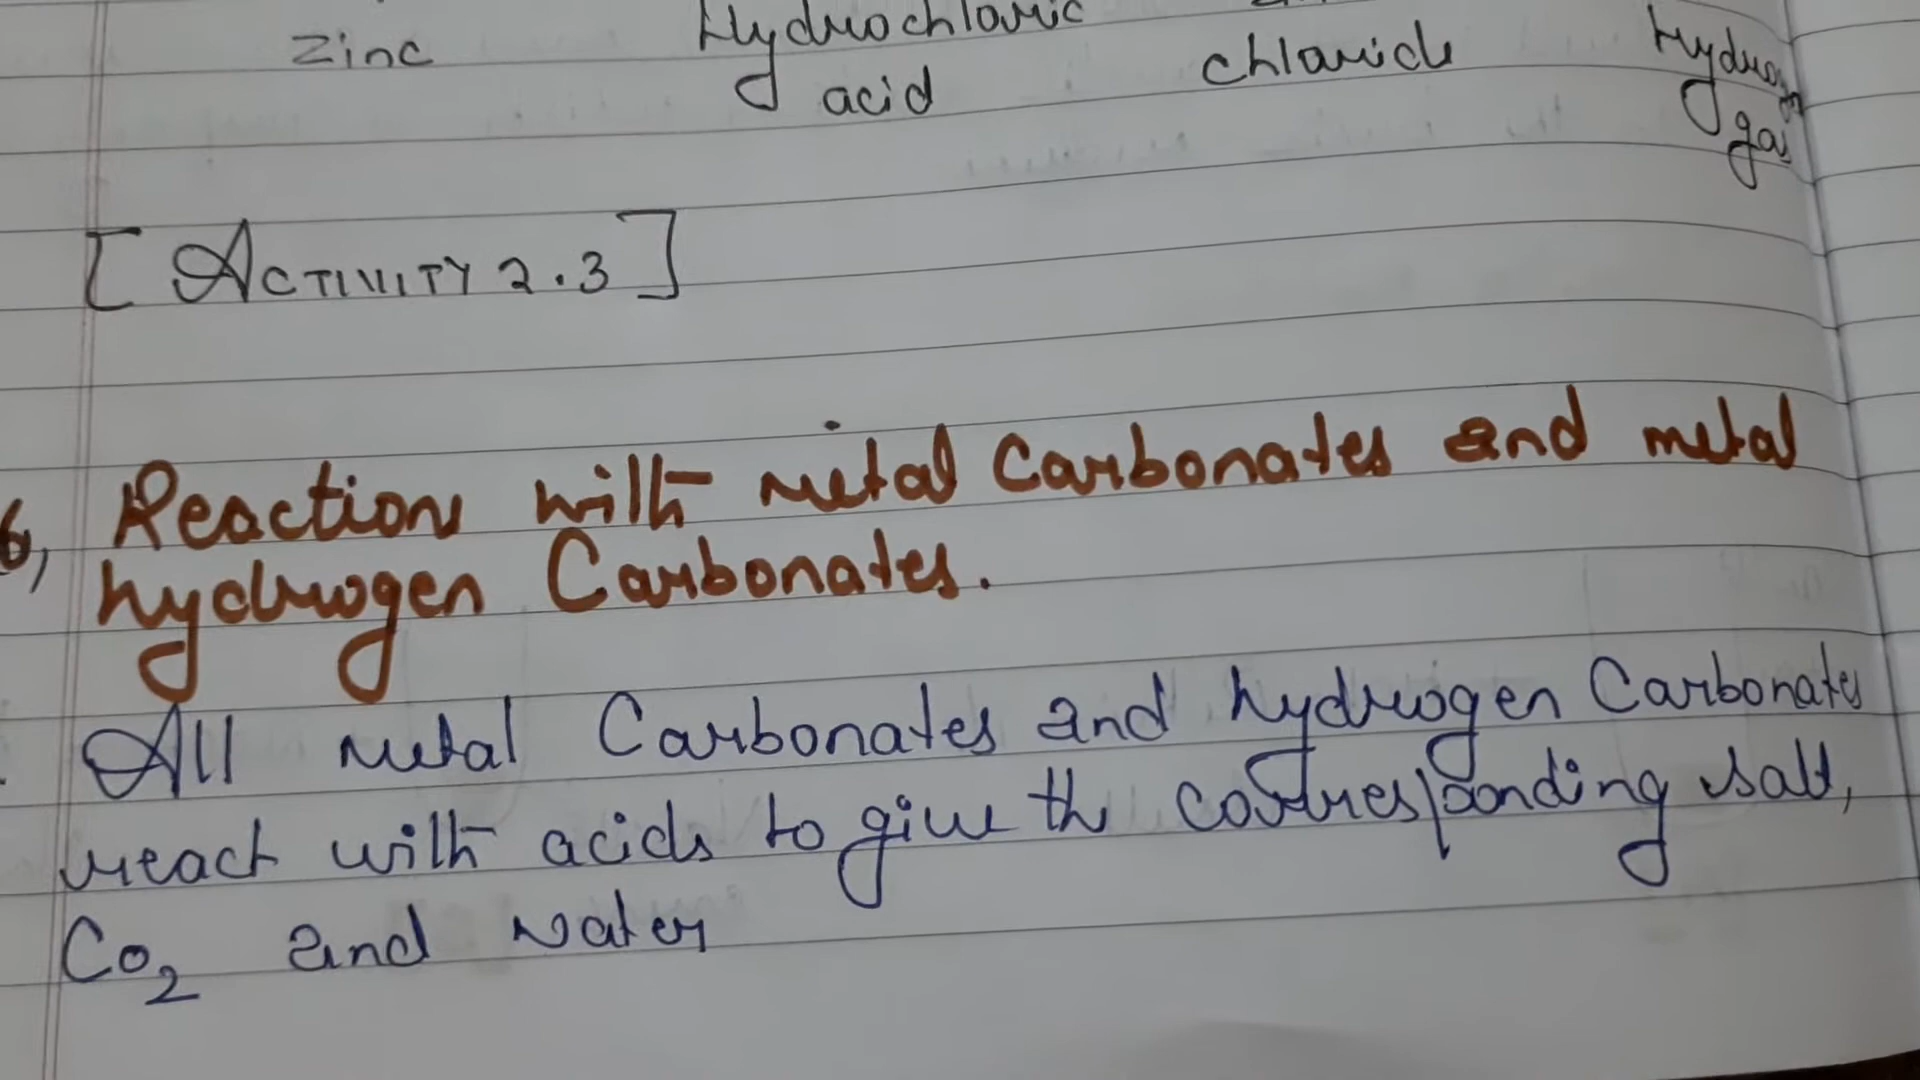 Zinc Hydrochloric chloride Hydrogen
acid gas
[ACTIVITY 2.3]
6, Reaction with metal Carbonates and metal
hydrogen Carbonates.
All metal Carbonates and hydrogen Carbonates
react with acids to give the corresponding salt,
Co2 and water